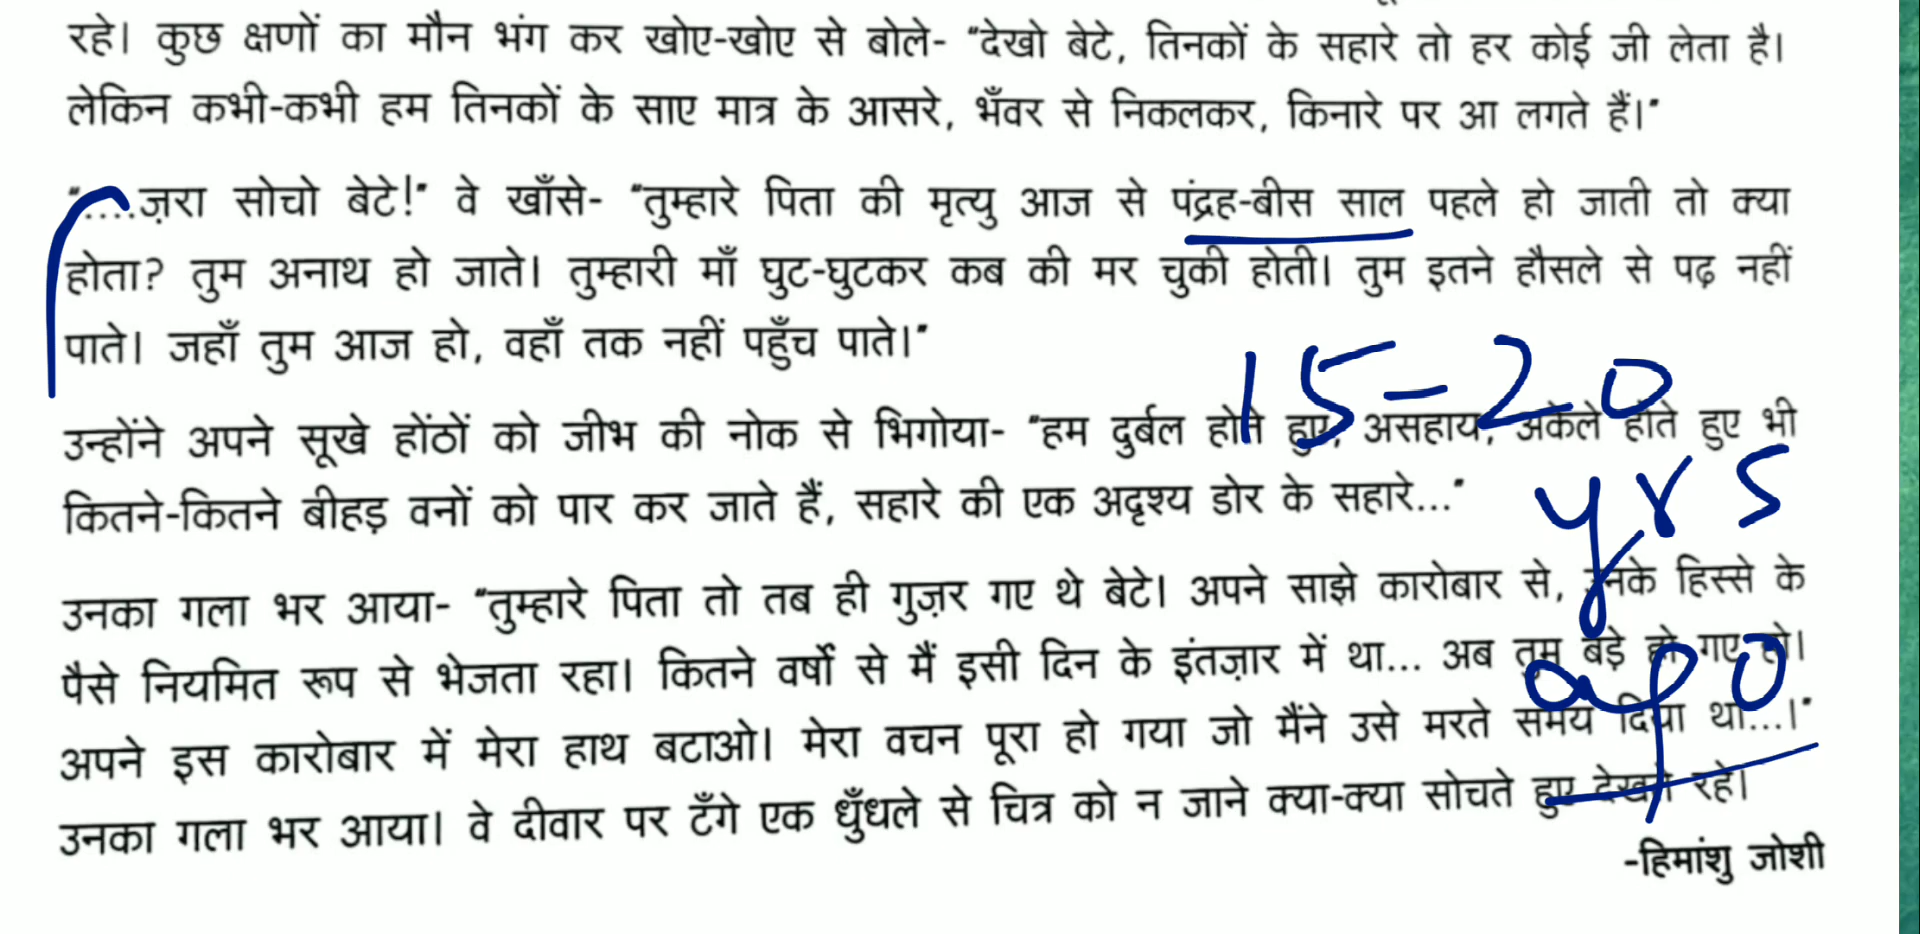 रहे। कुछ क्षणों का मौन भंग कर खोए-खोए से बोले- "देखो बेटे, तिनकों के सहारे तो हर कोई जी लेता है।
लेकिन कभी-कभी हम तिनकों के साए मात्र के आसरे, भँवर से निकलकर, किनारे पर आ लगते हैं।"
"....ज़रा सोचो बेटे!" वे खाँसे- "तुम्हारे पिता की मृत्यु आज से पंद्रह-बीस साल पहले हो जाती तो क्या
होता? तुम अनाथ हो जाते। तुम्हारी माँ घुट-घुटकर कब की मर चुकी होती। तुम इतने हौसले से पढ़ नहीं
पाते। जहाँ तुम आज हो, वहाँ तक नहीं पहुँच पाते।"
15-20
उन्होंने अपने सूखे होंठों को जीभ की नोक से भिगोया- "हम दुर्बल होते हुए, असहाय, अकेले होते हुए भी
कितने-कितने बीहड़ वनों को पार कर जाते हैं, सहारे की एक अदृश्य डोर के सहारे..."
yrs
उनका गला भर आया- "तुम्हारे पिता तो तब ही गुज़र गए थे बेटे। अपने साझे कारोबार से, उनके हिस्से के
पैसे नियमित रूप से भेजता रहा। कितने वर्षों से मैं इसी दिन के इंतज़ार में था... अब तुम बड़े हो गए हो।
ago
अपने इस कारोबार में मेरा हाथ बटाओ। मेरा वचन पूरा हो गया जो मैंने उसे मरते समय दिया था...।"
उनका गला भर आया। वे दीवार पर टँगे एक धुँधले से चित्र को न जाने क्या-क्या सोचते हुए देखते रहे।
-हिमांशु जोशी